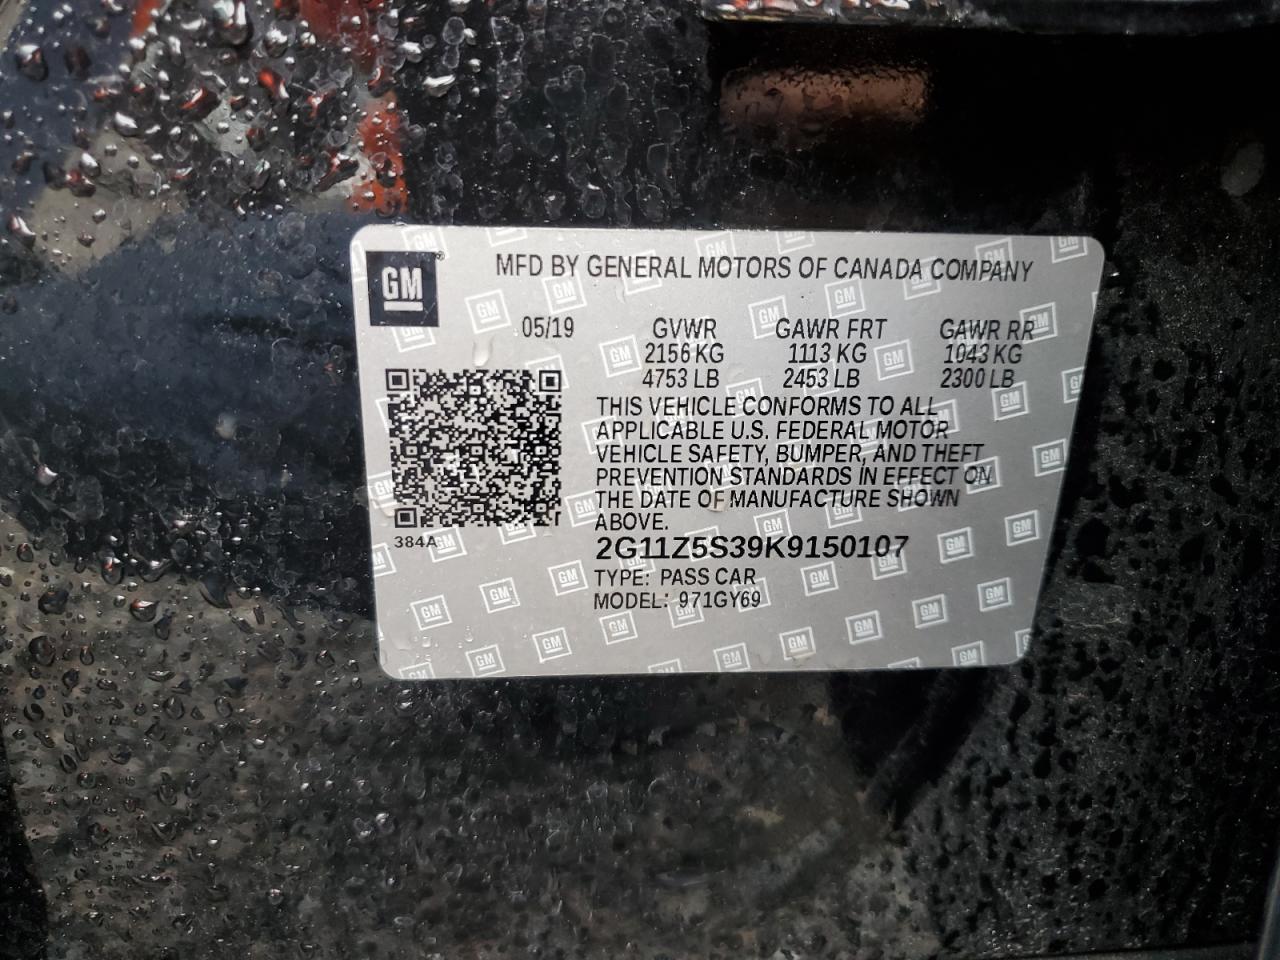 GM
MFD BY GENERAL MOTORS OF CANADA COMPANY
05/19 GVWR GAWR FRT GAWR RR
2156 KG 1113 KG 1043 KG
4753 LB 2453 LB 2300 LB
THIS VEHICLE CONFORMS TO ALL
APPLICABLE U.S. FEDERAL MOTOR
VEHICLE SAFETY, BUMPER, AND THEFT
PREVENTION STANDARDS IN EFFECT ON
THE DATE OF MANUFACTURE SHOWN
ABOVE.
384A
2G11Z5S39K9150107
TYPE: PASS CAR
MODEL: 971GY69